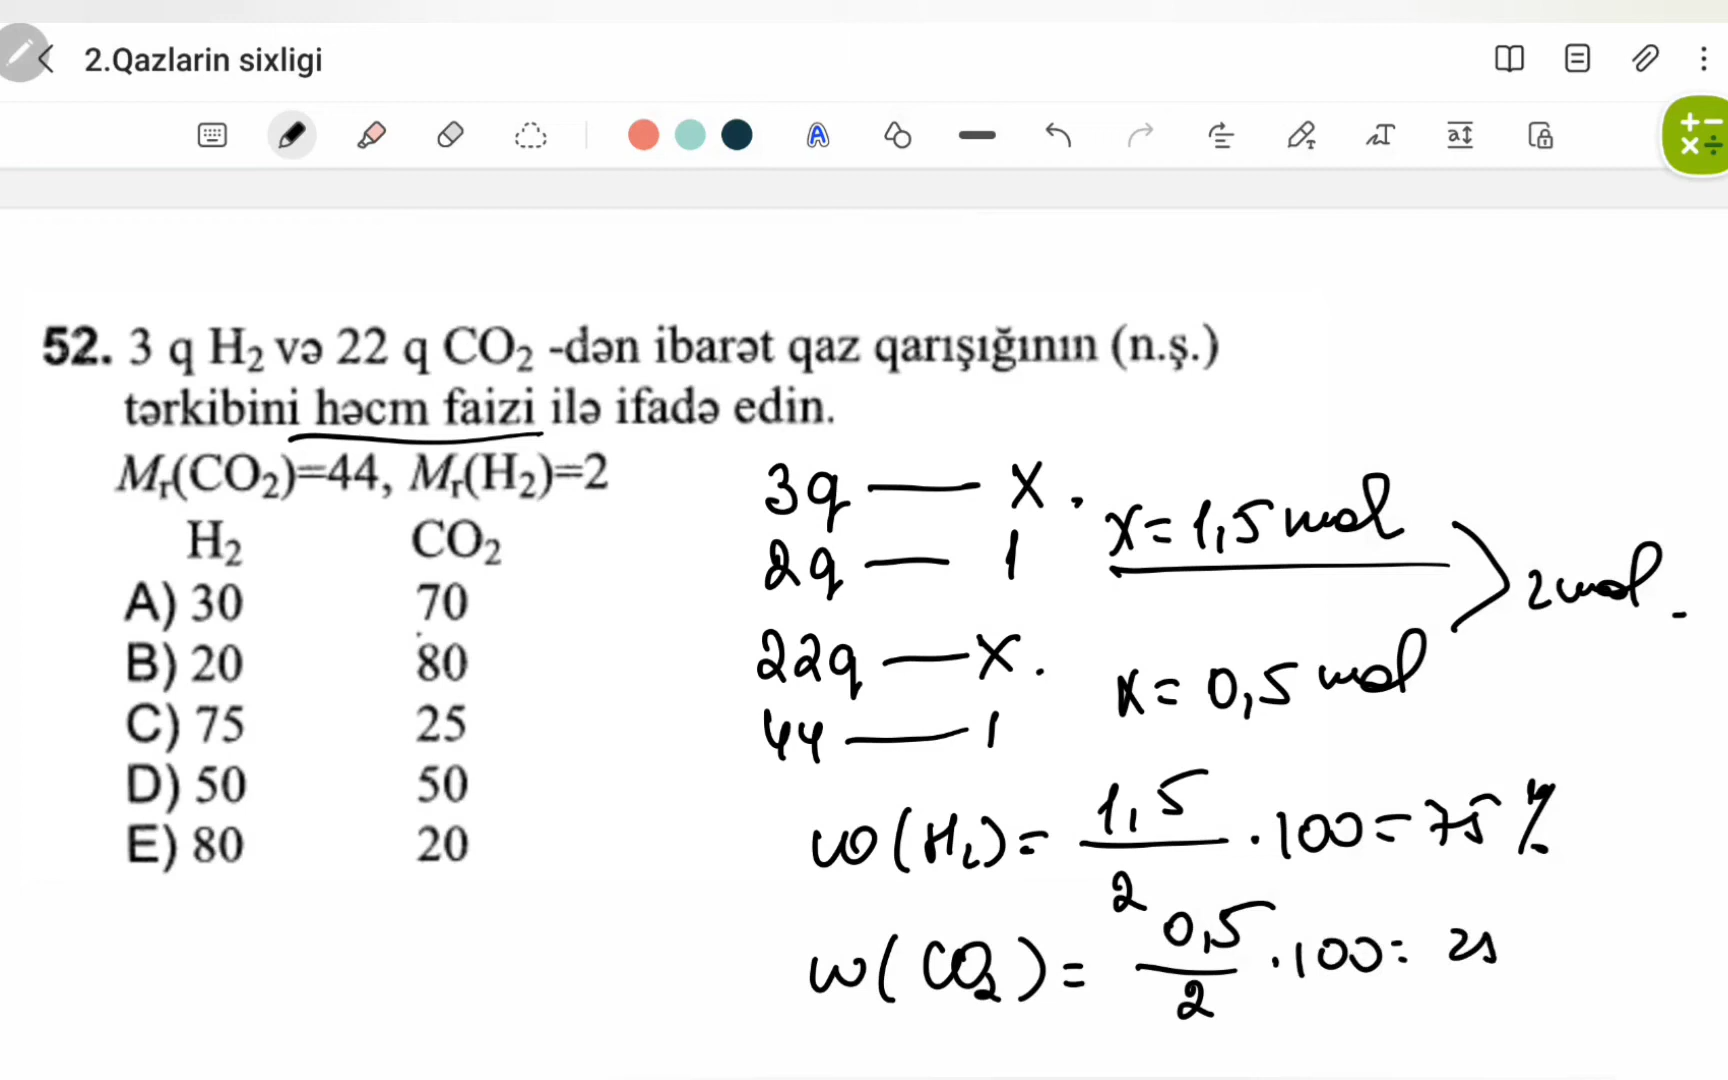 2.Qazlarin sixligi
52. 3 q H₂ və 22 q CO₂ -dən ibarət qaz qarışığının (n.ş.)
tərkibini həcm faizi ilə ifadə edin.
Mᵣ(CO₂)=44, Mᵣ(H₂)=2
H₂ CO₂
A) 30 70
B) 20 80
C) 75 25
D) 50 50
E) 80 20
3q — X.
2q — 1
x = 1,5 mol
22q — X.
44 — 1
x = 0,5 mol
2 mol.
w(H₂) = 1,5/2 · 100 = 75 %
w(CO₂) = 0,5/2 · 100 = 25